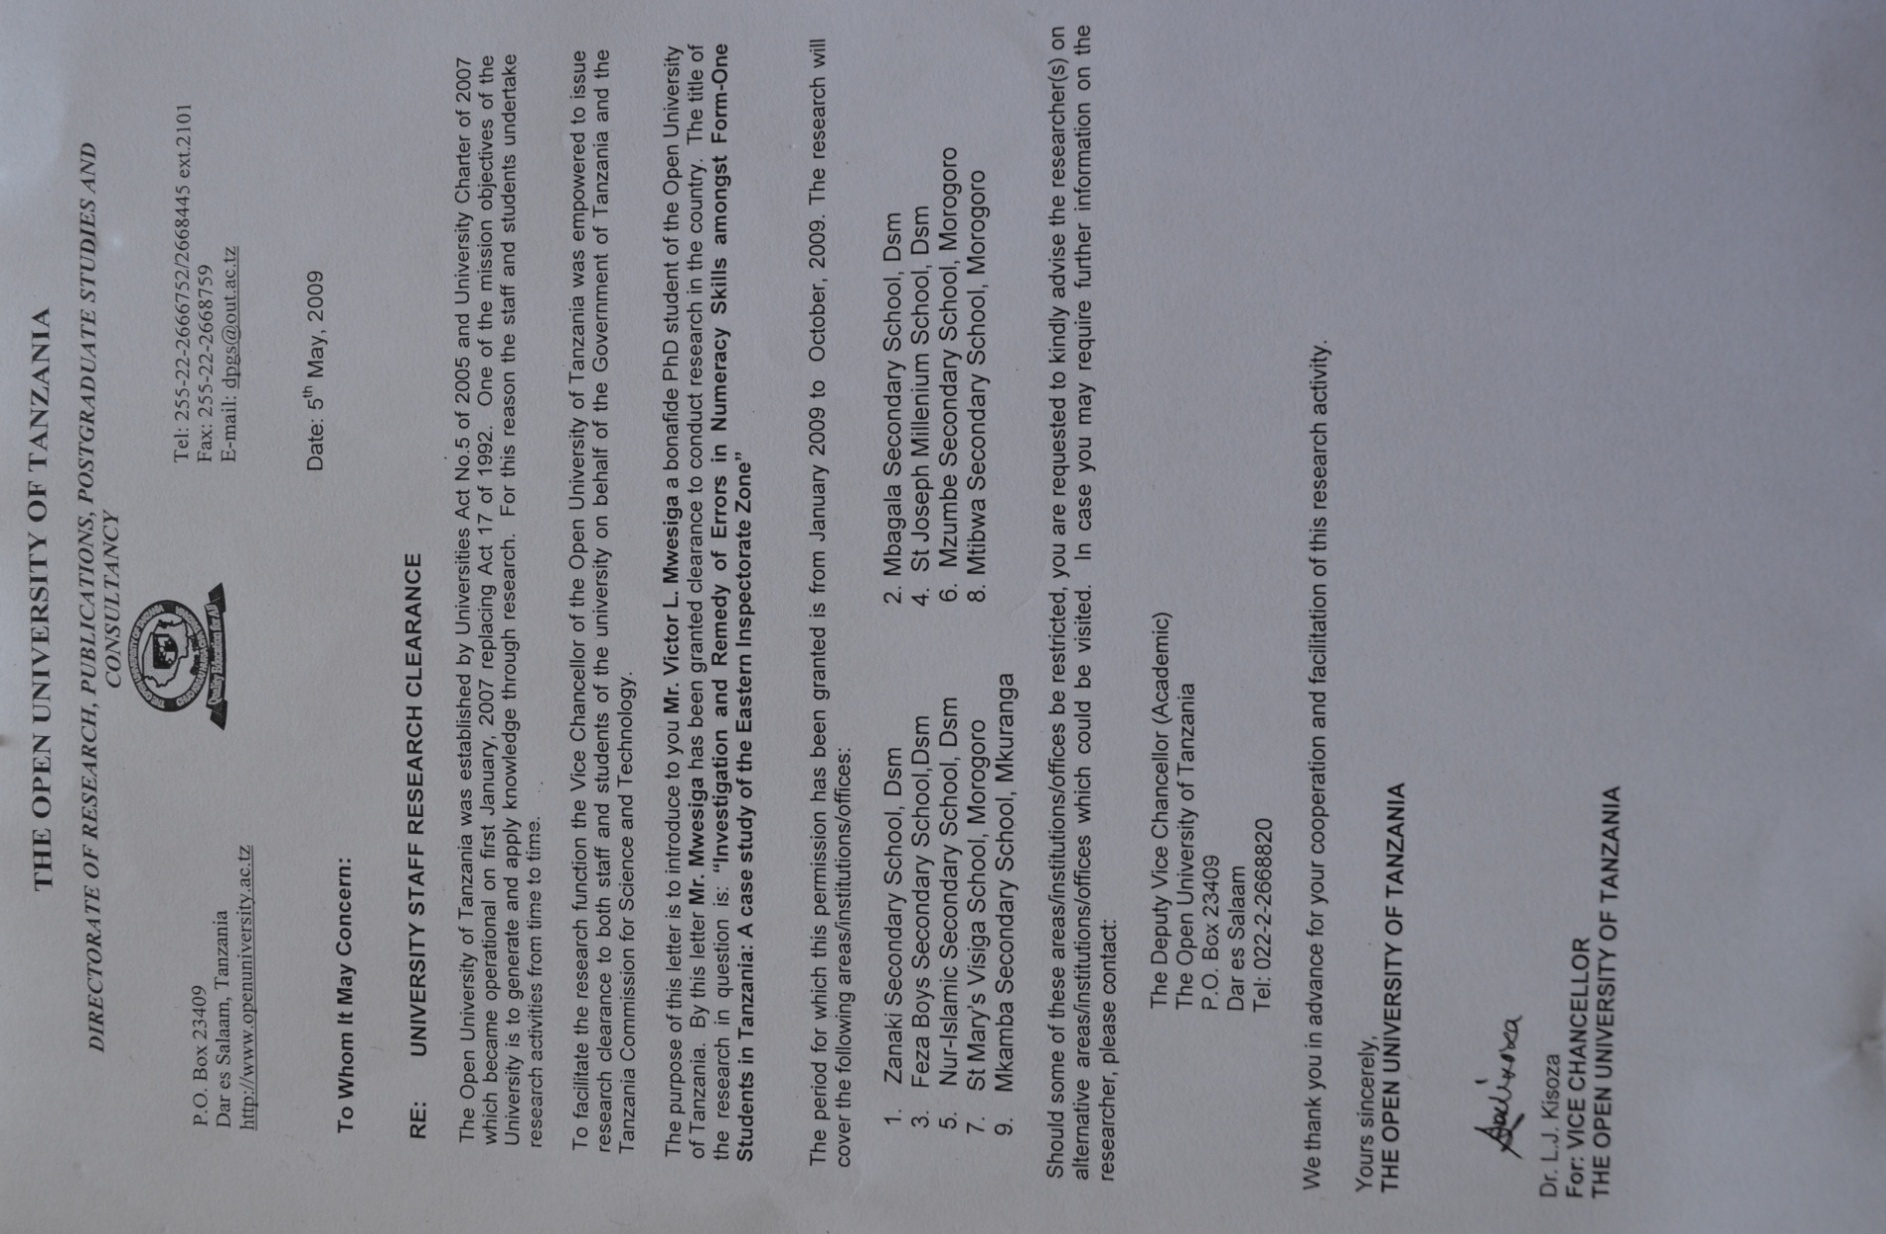 THE OPEN UNIVERSITY OF TANZANIA
DIRECTORATE OF RESEARCH, PUBLICATIONS, POSTGRADUATE STUDIES AND
CONSULTANCY
P.O. Box 23409
Dar es Salaam, Tanzania
http://www.openuniversity.ac.tz
Quality Education for All
Tel: 255-22-2666752/2668445 ext.2101
Fax: 255-22-2668759
E-mail: dpgs@out.ac.tz
Date: 5th May, 2009
To Whom It May Concern:
RE: UNIVERSITY STAFF RESEARCH CLEARANCE
The Open University of Tanzania was established by Universities Act No.5 of 2005 and University Charter of 2007
which became operational on first January, 2007 replacing Act 17 of 1992. One of the mission objectives of the
University is to generate and apply knowledge through research. For this reason the staff and students undertake
research activities from time to time.
To facilitate the research function the Vice Chancellor of the Open University of Tanzania was empowered to issue
research clearance to both staff and students of the university on behalf of the Government of Tanzania and the
Tanzania Commission for Science and Technology.
The purpose of this letter is to introduce to you Mr. Victor L. Mwesiga a bonafide PhD student of the Open University
of Tanzania. By this letter Mr. Mwesiga has been granted clearance to conduct research in the country. The title of
the research in question is: "Investigation and Remedy of Errors in Numeracy Skills amongst Form-One
Students in Tanzania: A case study of the Eastern Inspectorate Zone"
The period for which this permission has been granted is from January 2009 to October, 2009. The research will
cover the following areas/institutions/offices:
1. Zanaki Secondary School, Dsm 2. Mbagala Secondary School, Dsm
3. Feza Boys Secondary School,Dsm 4. St Joseph Millenium School, Dsm
5. Nur-Islamic Secondary School, Dsm 6. Mzumbe Secondary School, Morogoro
7. St Mary's Visiga School, Morogoro 8. Mtibwa Secondary School, Morogoro
9. Mkamba Secondary School, Mkuranga
Should some of these areas/institutions/offices be restricted, you are requested to kindly advise the researcher(s) on
alternative areas/institutions/offices which could be visited. In case you may require further information on the
researcher, please contact:
The Deputy Vice Chancellor (Academic)
The Open University of Tanzania
P.O. Box 23409
Dar es Salaam
Tel: 022-2-2668820
We thank you in advance for your cooperation and facilitation of this research activity.
Yours sincerely,
THE OPEN UNIVERSITY OF TANZANIA
Dr. L.J. Kisoza
For: VICE CHANCELLOR
THE OPEN UNIVERSITY OF TANZANIA